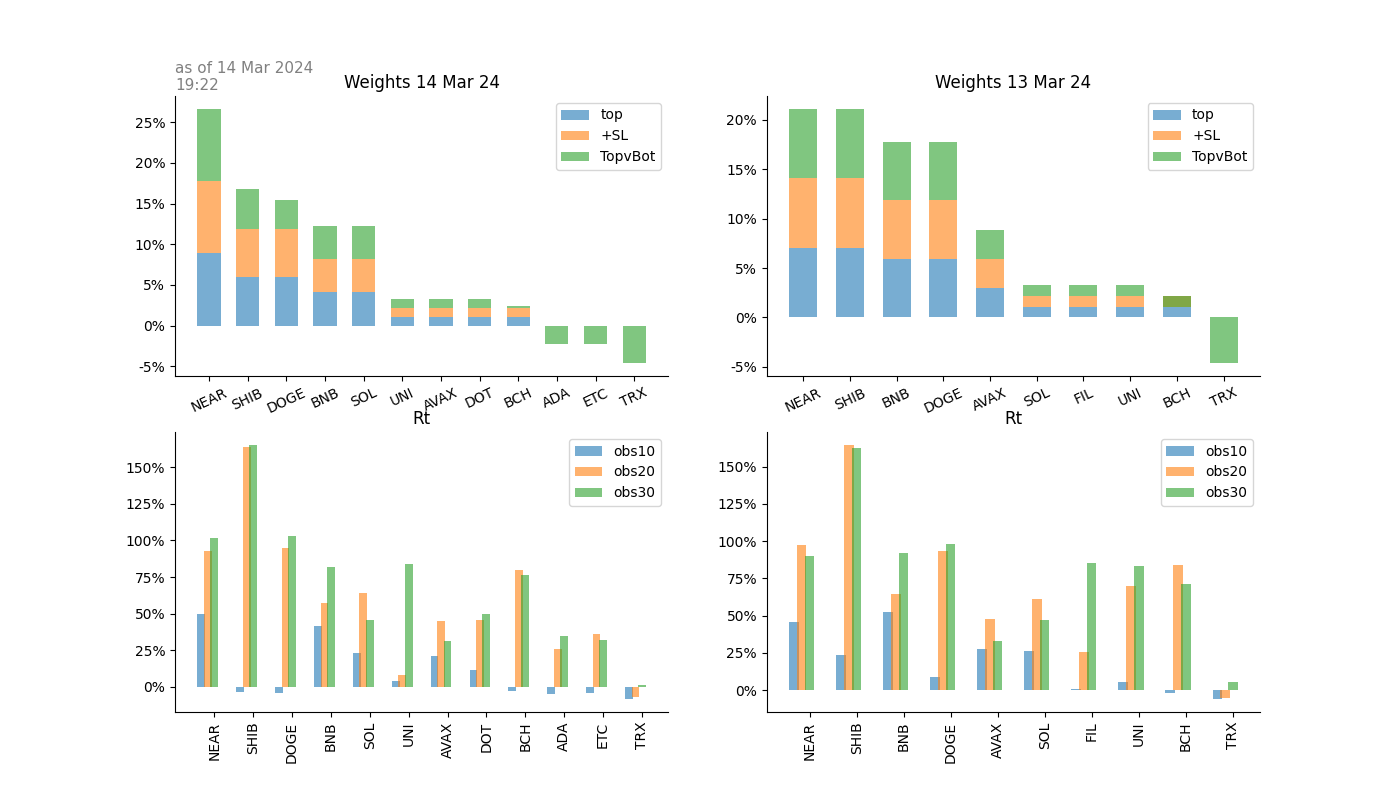 as of 14 Mar 2024
19:22
Weights 14 Mar 24
25%
20%
15%
10%
5%
0%
-5%
top
+SL
TopvBot
NEAR SHIB DOGE BNB SOL UNI AVAX DOT BCH ADA ETC TRX
Weights 13 Mar 24
20%
15%
10%
5%
0%
-5%
top
+SL
TopvBot
NEAR SHIB BNB DOGE AVAX SOL FIL UNI BCH TRX
Rt
150%
125%
100%
75%
50%
25%
0%
obs10
obs20
obs30
NEAR SHIB DOGE BNB SOL UNI AVAX DOT BCH ADA ETC TRX
Rt
150%
125%
100%
75%
50%
25%
0%
obs10
obs20
obs30
NEAR SHIB BNB DOGE AVAX SOL FIL UNI BCH TRX